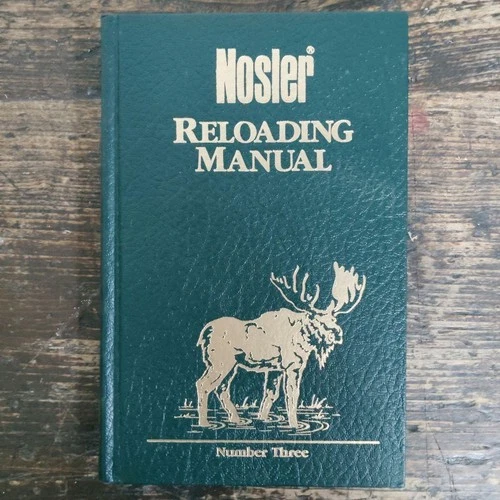 Nosler®
RELOADING
MANUAL
Number Three